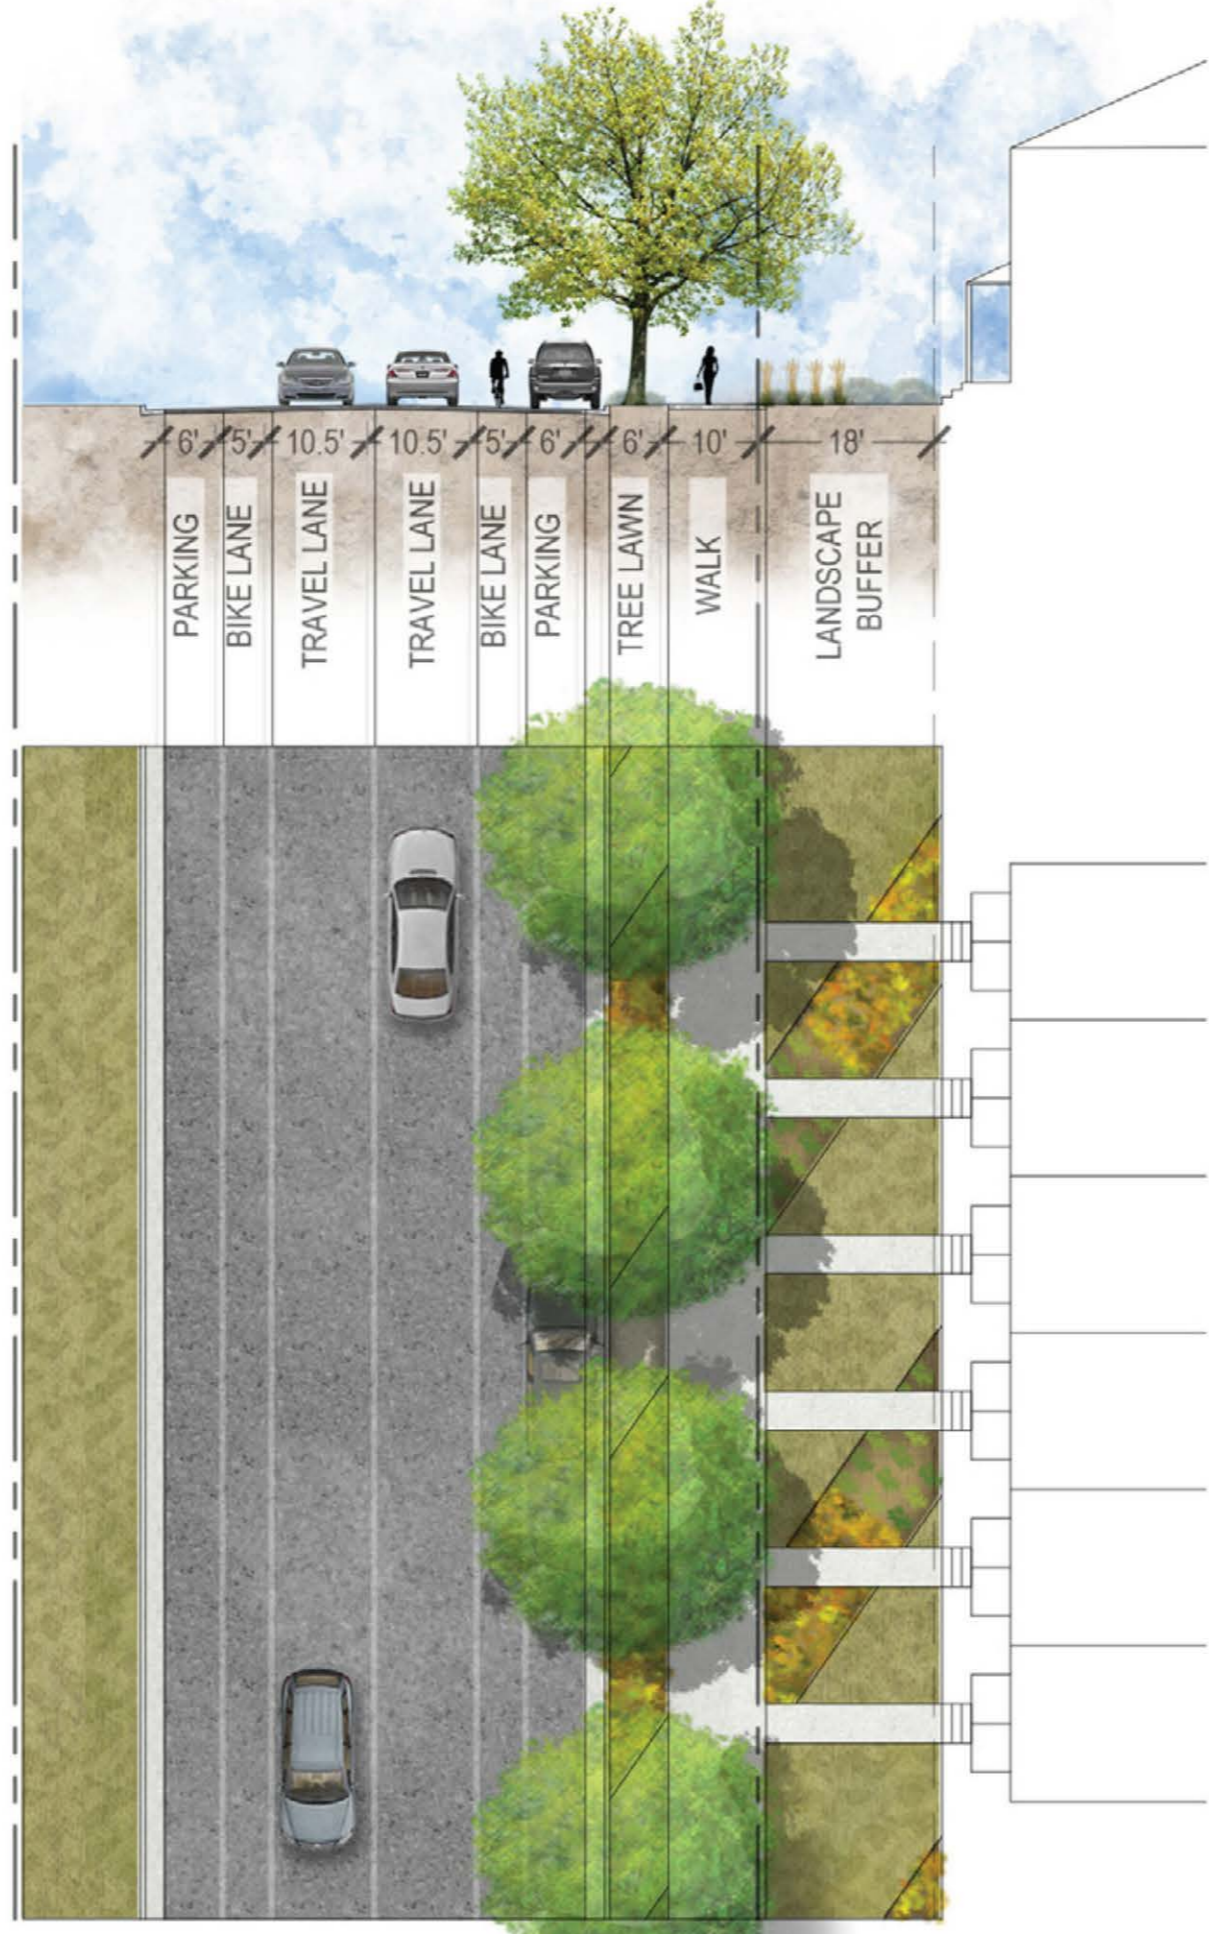 6' 5' 10.5' 10.5' 5' 6' 6' 10' 18'
PARKING
BIKE LANE
TRAVEL LANE
TRAVEL LANE
BIKE LANE
PARKING
TREE LAWN
WALK
LANDSCAPE
BUFFER